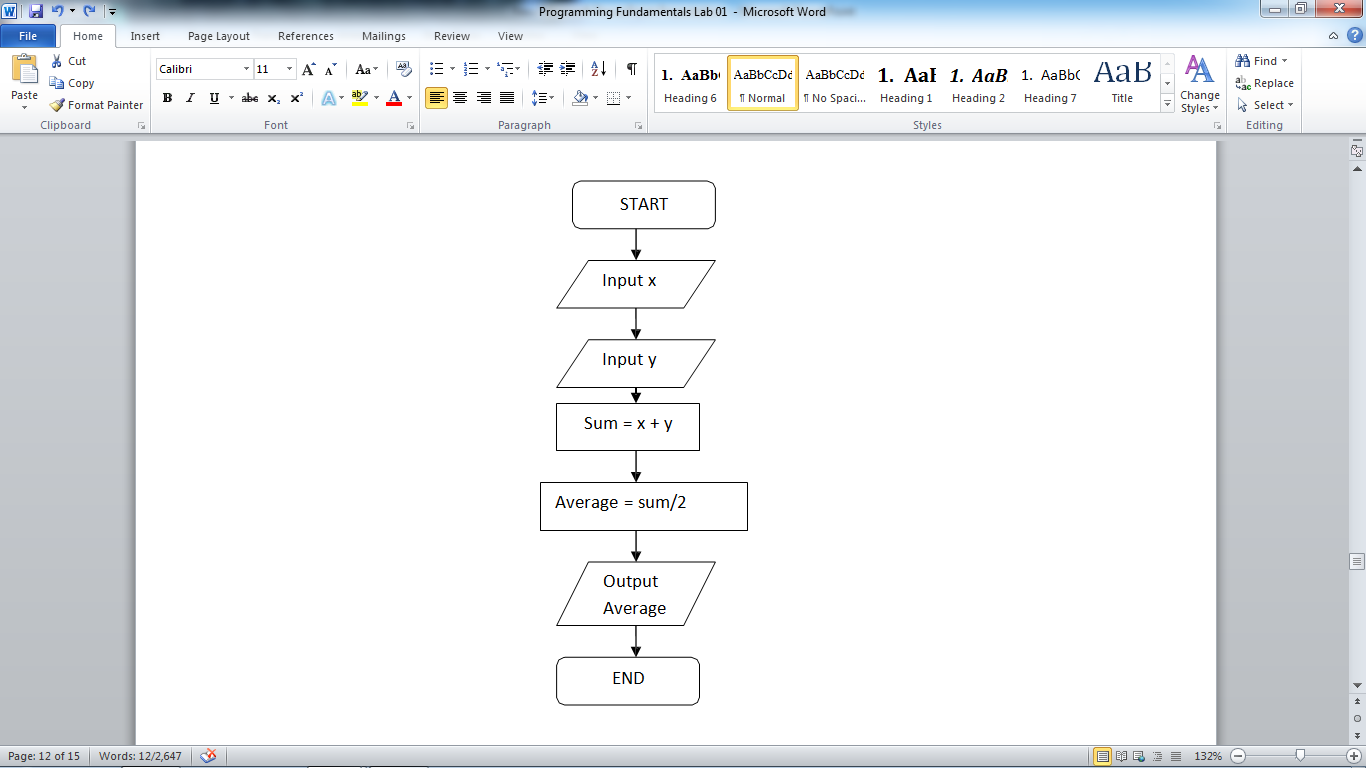 Programming Fundamentals Lab 01 - Microsoft Word
File Home Insert Page Layout References Mailings Review View
Paste
Cut
Copy
Format Painter
Clipboard
Calibri 11
Font
Paragraph
1. AaBb( AaBbCcDd AaBbCcDd 1. AaB 1. AaB 1. AaBb( AaB
Heading 6 ¶ Normal ¶ No Spaci... Heading 1 Heading 2 Heading 7 Title
Change
Styles
Styles
Find
Replace
Select
Editing
START
Input x
Input y
Sum = x + y
Average = sum/2
Output
Average
END
Page: 12 of 15 Words: 12/2,647 132%